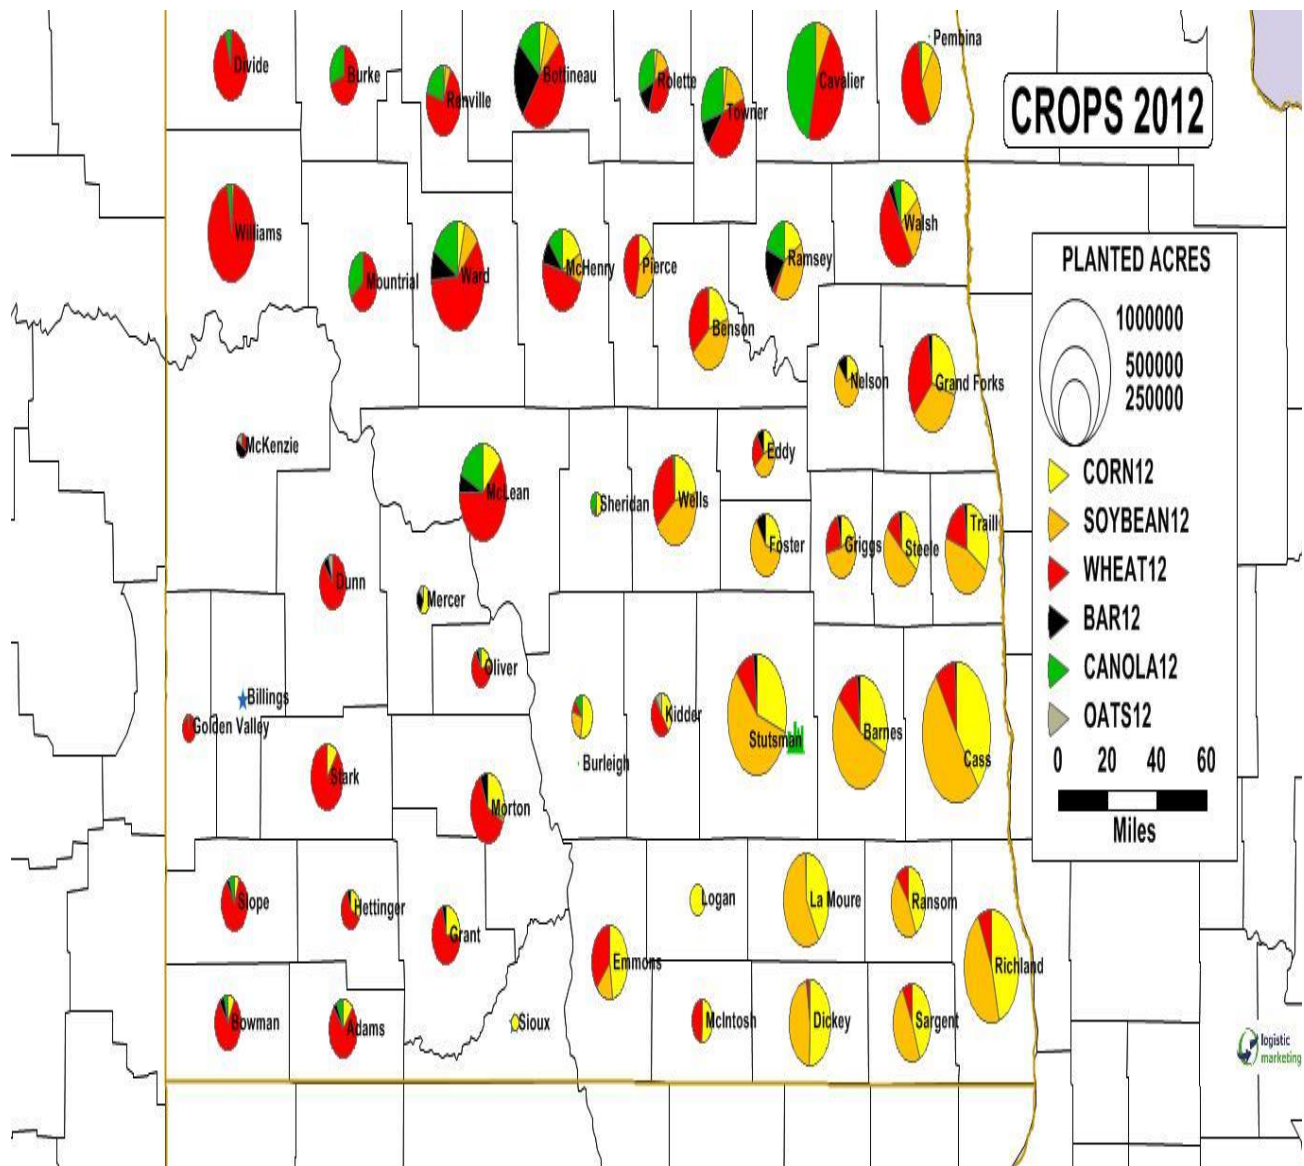 Divide
Burke
Renville
Bottineau
Rolette
Towner
Cavalier
Pembina
CROPS 2012
Williams
Mountrial
Ward
McHenry
Pierce
Ramsey
Walsh
Benson
Nelson
Grand Forks
McKenzie
McLean
Sheridan
Wells
Eddy
Foster
Griggs
Steele
Traill
Dunn
Mercer
Oliver
Billings
Golden Valley
Burleigh
Kidder
Stutsman
Barnes
Cass
Stark
Morton
Slope
Hettinger
Grant
Emmons
Logan
La Moure
Ransom
Richland
Bowman
Adams
Sioux
McIntosh
Dickey
Sargent
PLANTED ACRES
1000000
500000
250000
CORN12
SOYBEAN12
WHEAT12
BAR12
CANOLA12
OATS12
0 20 40 60
Miles
logistic
marketing